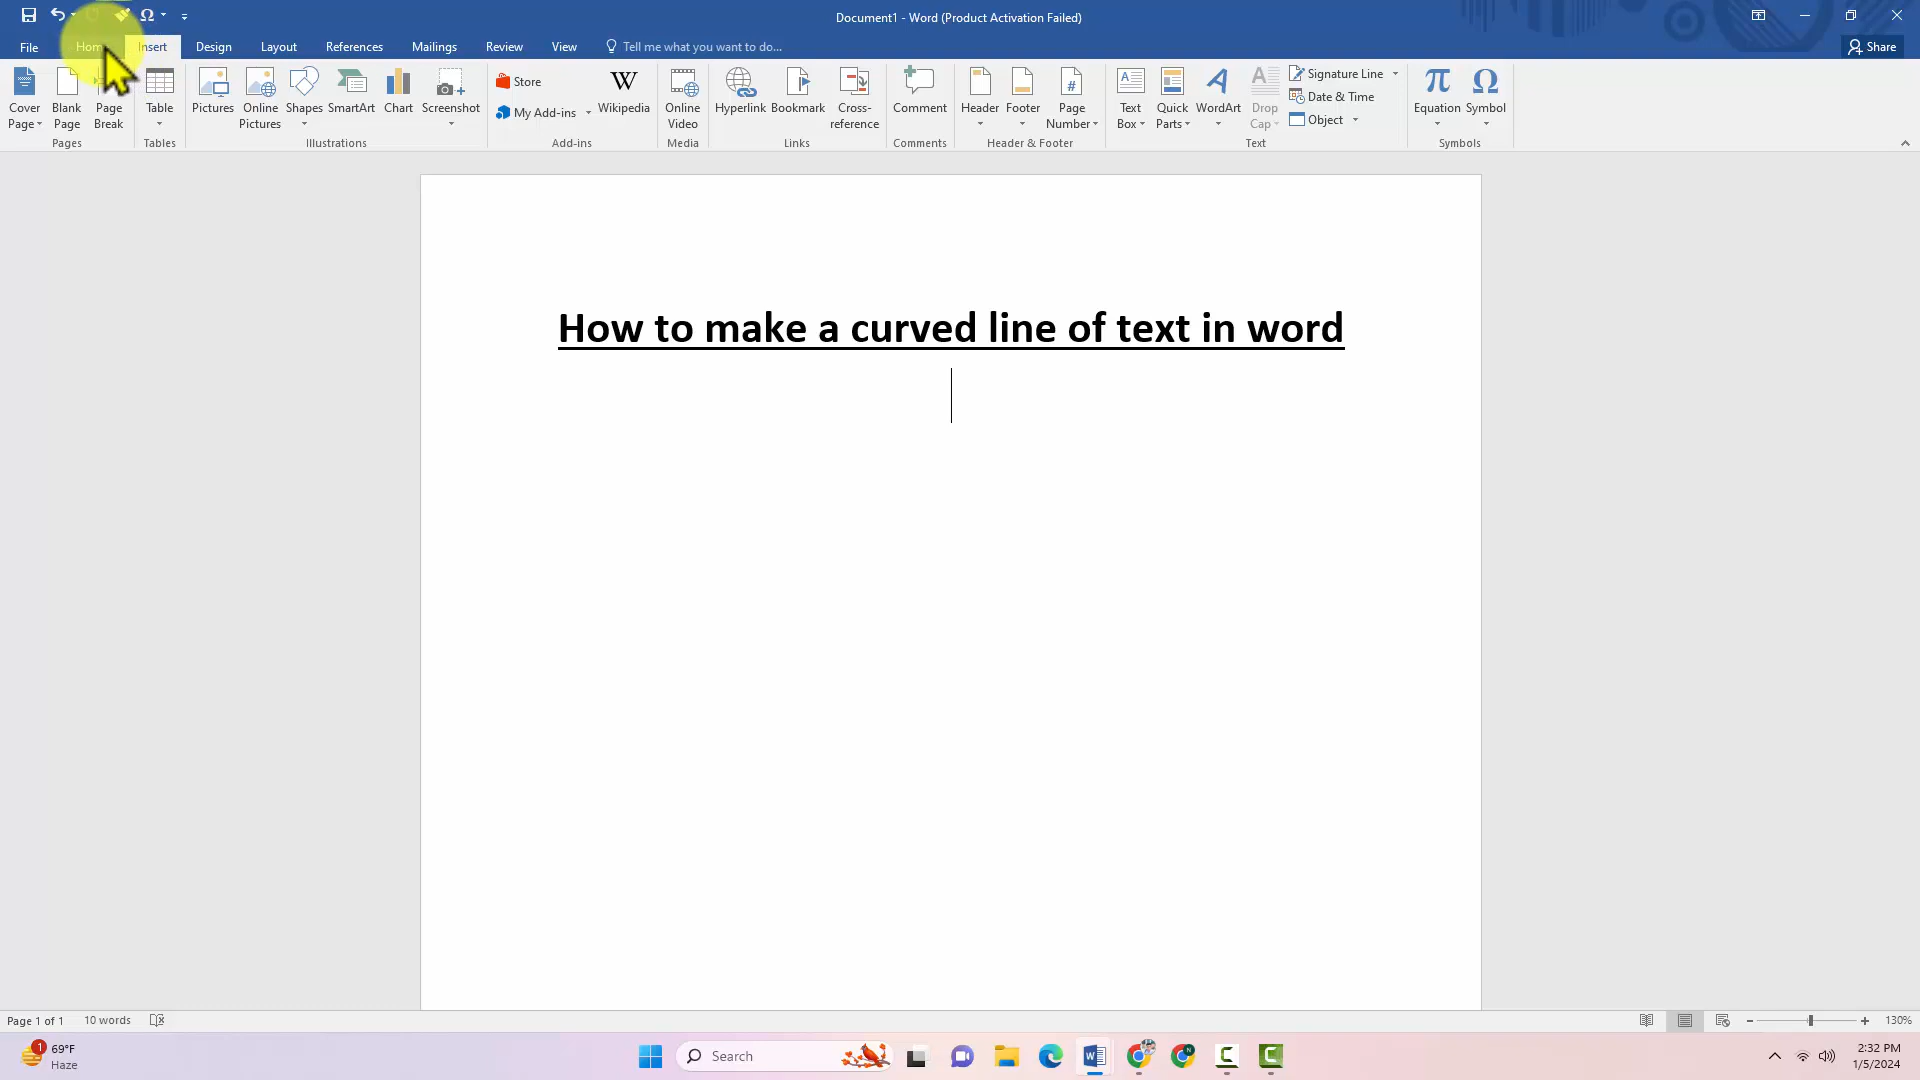 Document1 - Word (Product Activation Failed)
File Home Insert Design Layout References Mailings Review View Tell me what you want to do... Share
Cover Page Blank Page Page Break Table Pictures Online Pictures Shapes SmartArt Chart Screenshot Store My Add-ins Wikipedia Online Video Hyperlink Bookmark Cross-reference Comment Header Footer Page Number Text Box Quick Parts WordArt Drop Cap Signature Line Date & Time Object Equation Symbol
Pages Tables Illustrations Add-ins Media Links Comments Header & Footer Text Symbols
How to make a curved line of text in word
Page 1 of 1 10 words 130%
1 69°F
Haze
Search
2:32 PM
1/5/2024